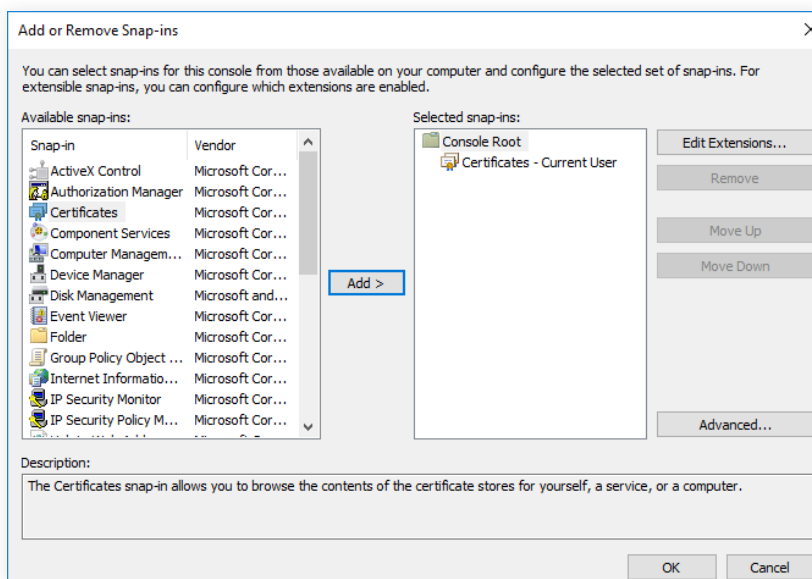 Add or Remove Snap-ins
You can select snap-ins for this console from those available on your computer and configure the selected set of snap-ins. For
extensible snap-ins, you can configure which extensions are enabled.
Available snap-ins:
Snap-in Vendor
ActiveX Control Microsoft Cor...
Authorization Manager Microsoft Cor...
Certificates Microsoft Cor...
Component Services Microsoft Cor...
Computer Managem... Microsoft Cor...
Device Manager Microsoft Cor...
Disk Management Microsoft and...
Event Viewer Microsoft Cor...
Folder Microsoft Cor...
Group Policy Object ... Microsoft Cor...
Internet Informatio... Microsoft Cor...
IP Security Monitor Microsoft Cor...
IP Security Policy M... Microsoft Cor...
Add >
Selected snap-ins:
Console Root
Certificates - Current User
Edit Extensions...
Remove
Move Up
Move Down
Advanced...
Description:
The Certificates snap-in allows you to browse the contents of the certificate stores for yourself, a service, or a computer.
OK
Cancel